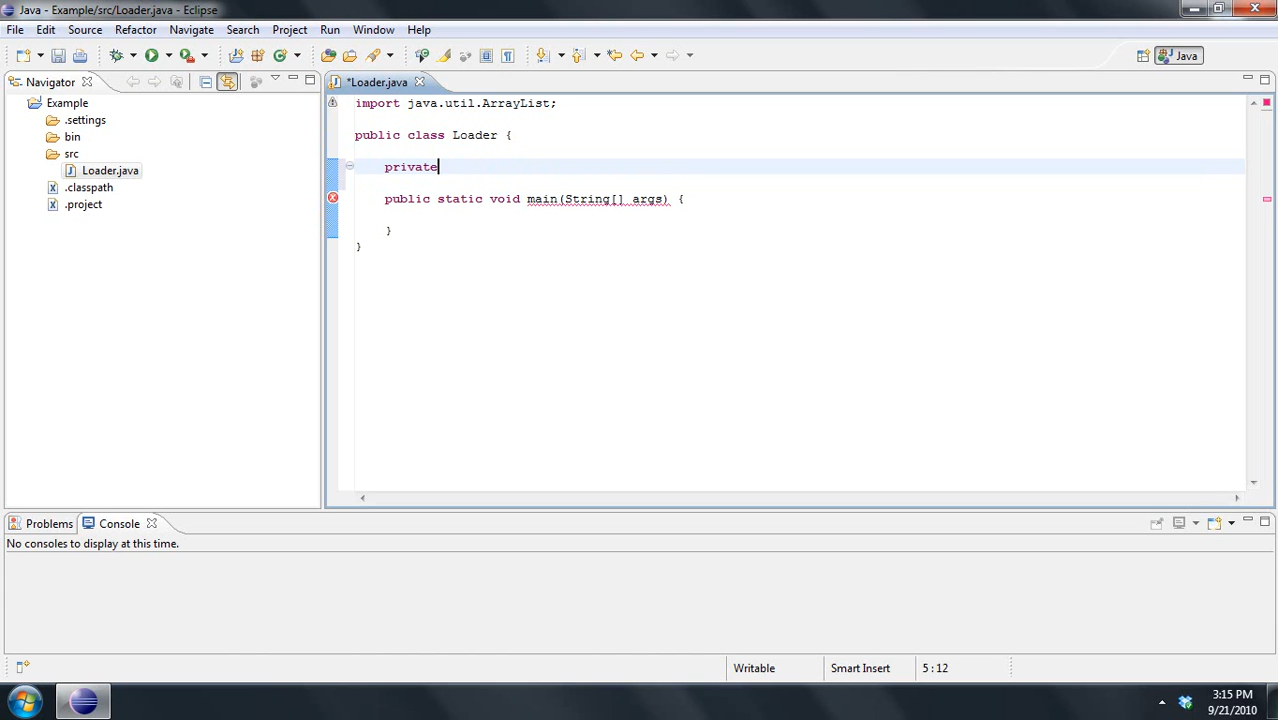 Java - Example/src/Loader.java - Eclipse
File Edit Source Refactor Navigate Search Project Run Window Help
Java
Navigator
*Loader.java
Example
.settings
bin
src
Loader.java
.classpath
.project
import java.util.ArrayList;
public class Loader {
private
public static void main(String[] args) {
}
}
Problems Console
No consoles to display at this time.
Writable Smart Insert 5 : 12
3:15 PM
9/21/2010